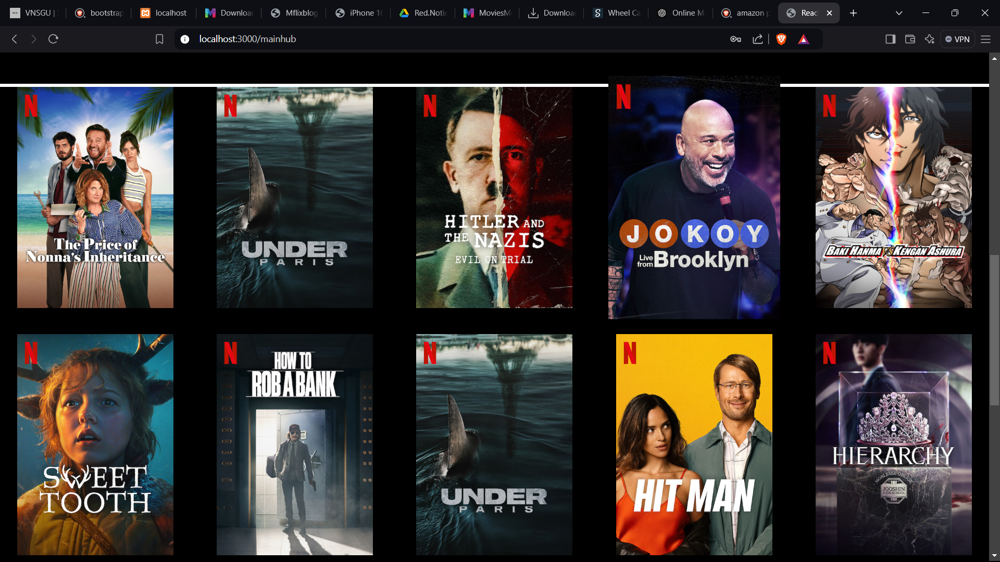 VNSGU |
bootstrap
localhost
Download
Mflixblog
iPhone 16
Red.Notic
MoviesM
Downloa
Wheel Ca
Online M
amazon p
Reac
localhost:3000/mainhub
VPN
N
The Price of
Nonna's Inheritance
N
UNDER
PARIS
N
HITLER AND
THE NAZIS
EVIL ON TRIAL
N
JOKOY
Live
from Brooklyn
N
BAKI HANMA VS KENGAN ASHURA
N
SWEET
TOOTH
N
HOW TO
ROB A BANK
N
UNDER
PARIS
N
HIT MAN
N
HIERARCHY
NOBLESSE OBLIGE
JOOSHIN
HIGH SCHOOL